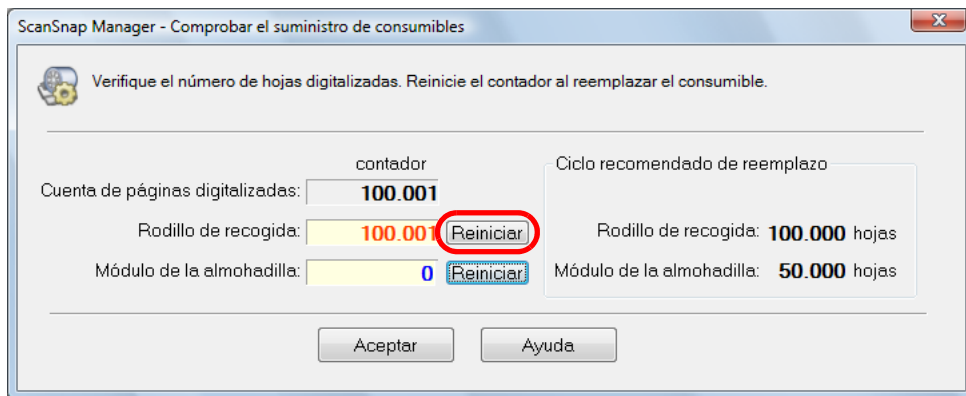 ScanSnap Manager - Comprobar el suministro de consumibles
Verifique el número de hojas digitalizadas. Reinicie el contador al reemplazar el consumible.
contador
Ciclo recomendado de reemplazo
Cuenta de páginas digitalizadas: 100.001
Rodillo de recogida: 100.001 Reiniciar
Rodillo de recogida: 100.000 hojas
Módulo de la almohadilla: 0 Reiniciar
Módulo de la almohadilla: 50.000 hojas
Aceptar
Ayuda